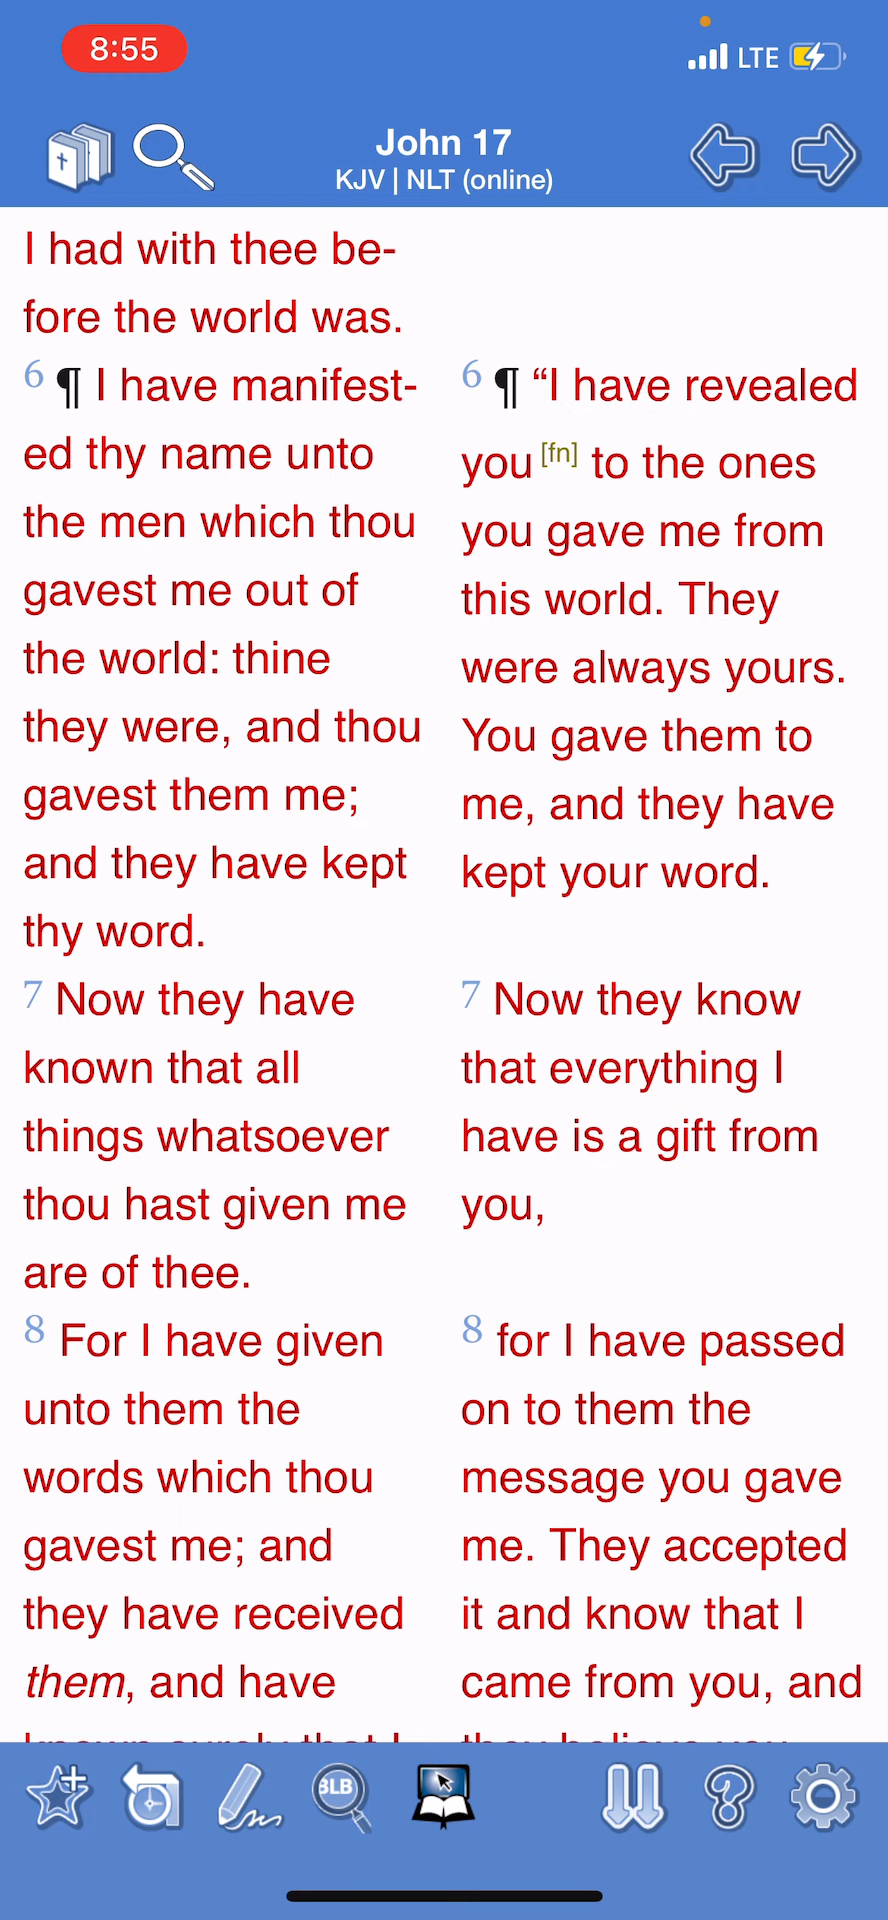 8:55
LTE
John 17
KJV | NLT (online)
I had with thee be-
fore the world was.
6 ¶ I have manifest-
ed thy name unto
the men which thou
gavest me out of
the world: thine
they were, and thou
gavest them me;
and they have kept
thy word.
7 Now they have
known that all
things whatsoever
thou hast given me
are of thee.
8 For I have given
unto them the
words which thou
gavest me; and
they have received
them, and have
known surely that I
6 ¶ “I have revealed
you [fn] to the ones
you gave me from
this world. They
were always yours.
You gave them to
me, and they have
kept your word.
7 Now they know
that everything I
have is a gift from
you,
8 for I have passed
on to them the
message you gave
me. They accepted
it and know that I
came from you, and
they believe you
BLB